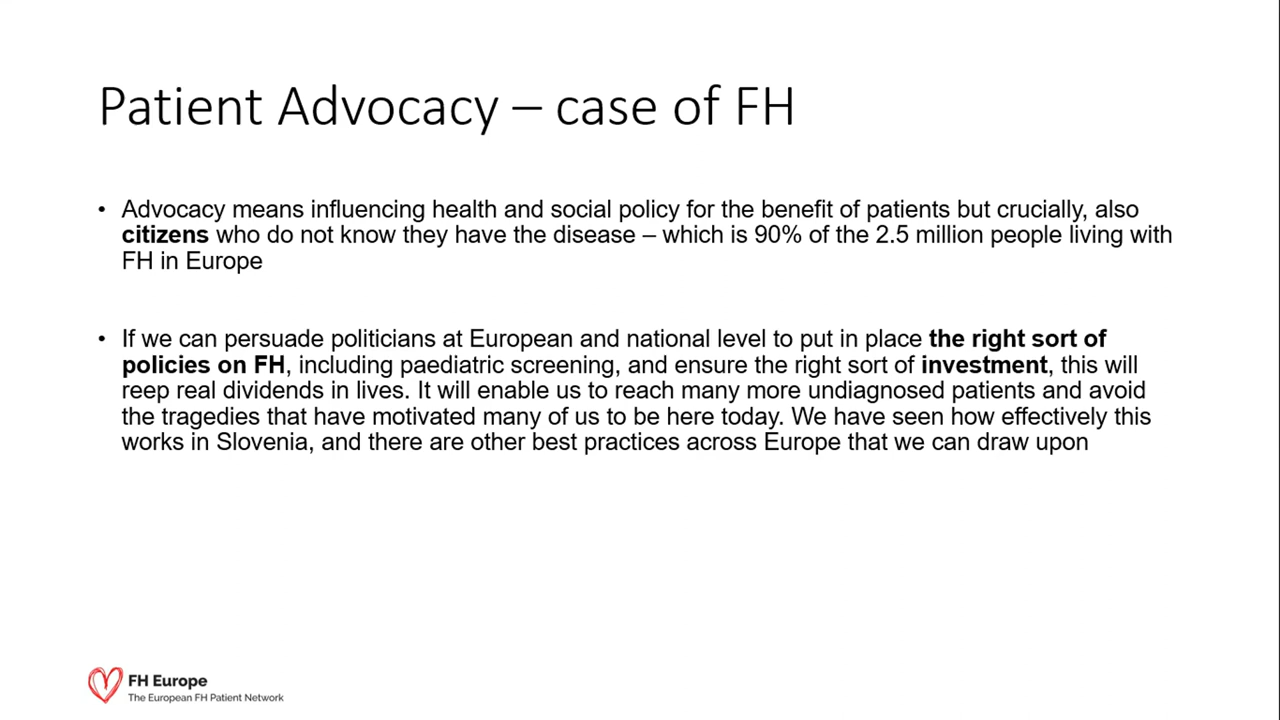 Patient Advocacy – case of FH
• Advocacy means influencing health and social policy for the benefit of patients but crucially, also
citizens who do not know they have the disease – which is 90% of the 2.5 million people living with
FH in Europe
• If we can persuade politicians at European and national level to put in place the right sort of
policies on FH, including paediatric screening, and ensure the right sort of investment, this will
reep real dividends in lives. It will enable us to reach many more undiagnosed patients and avoid
the tragedies that have motivated many of us to be here today. We have seen how effectively this
works in Slovenia, and there are other best practices across Europe that we can draw upon
FH Europe
The European FH Patient Network